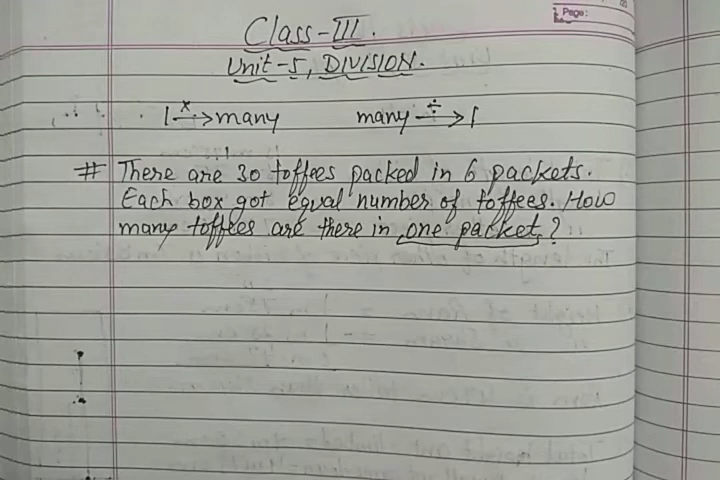 Page:
Class-III.
Unit-5, DIVISION.
1 x→ many many ÷→ 1
# There are 30 toffees packed in 6 packets.
Each box got equal number of toffees. How
many toffees are there in one packet?